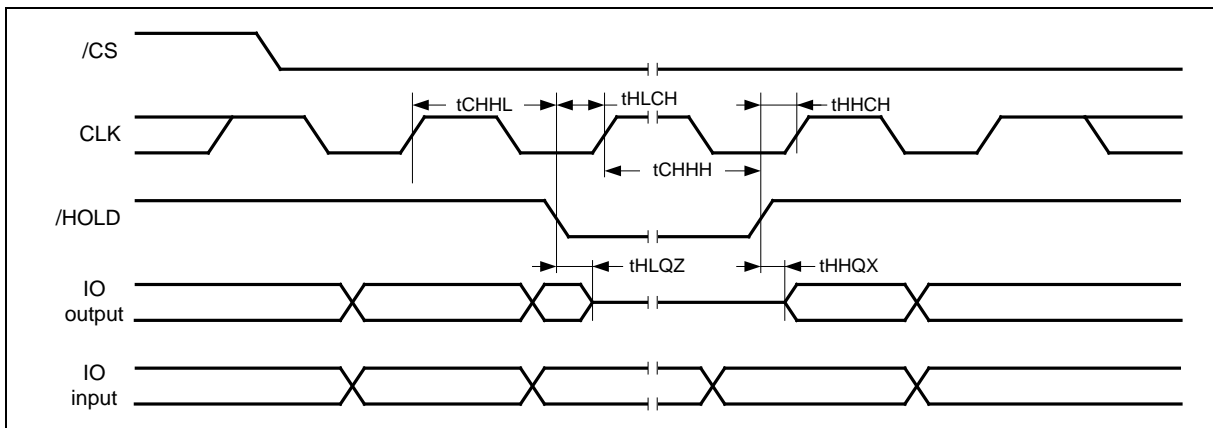 /CS
tCHHL
tHLCH
tHHCH
CLK
tCHHH
/HOLD
tHLQZ
tHHQX
IO
output
IO
input